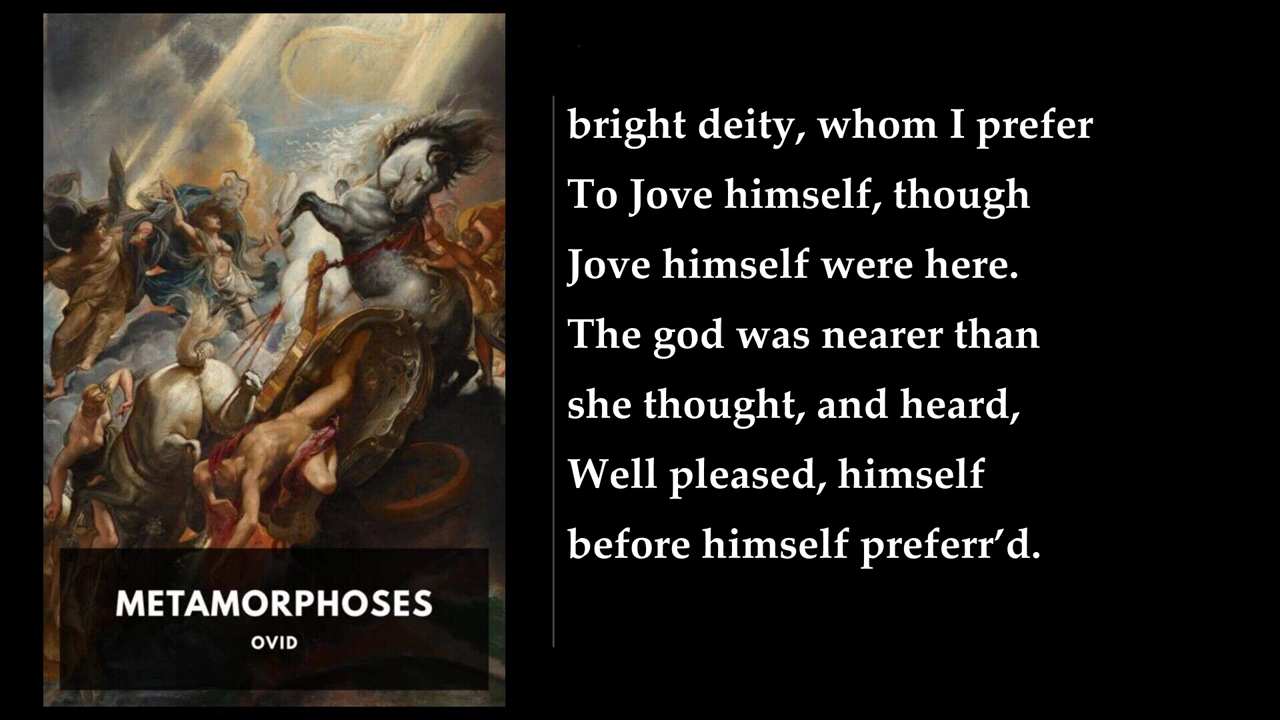 METAMORPHOSES
OVID
bright deity, whom I prefer
To Jove himself, though
Jove himself were here.
The god was nearer than
she thought, and heard,
Well pleased, himself
before himself preferr’d.